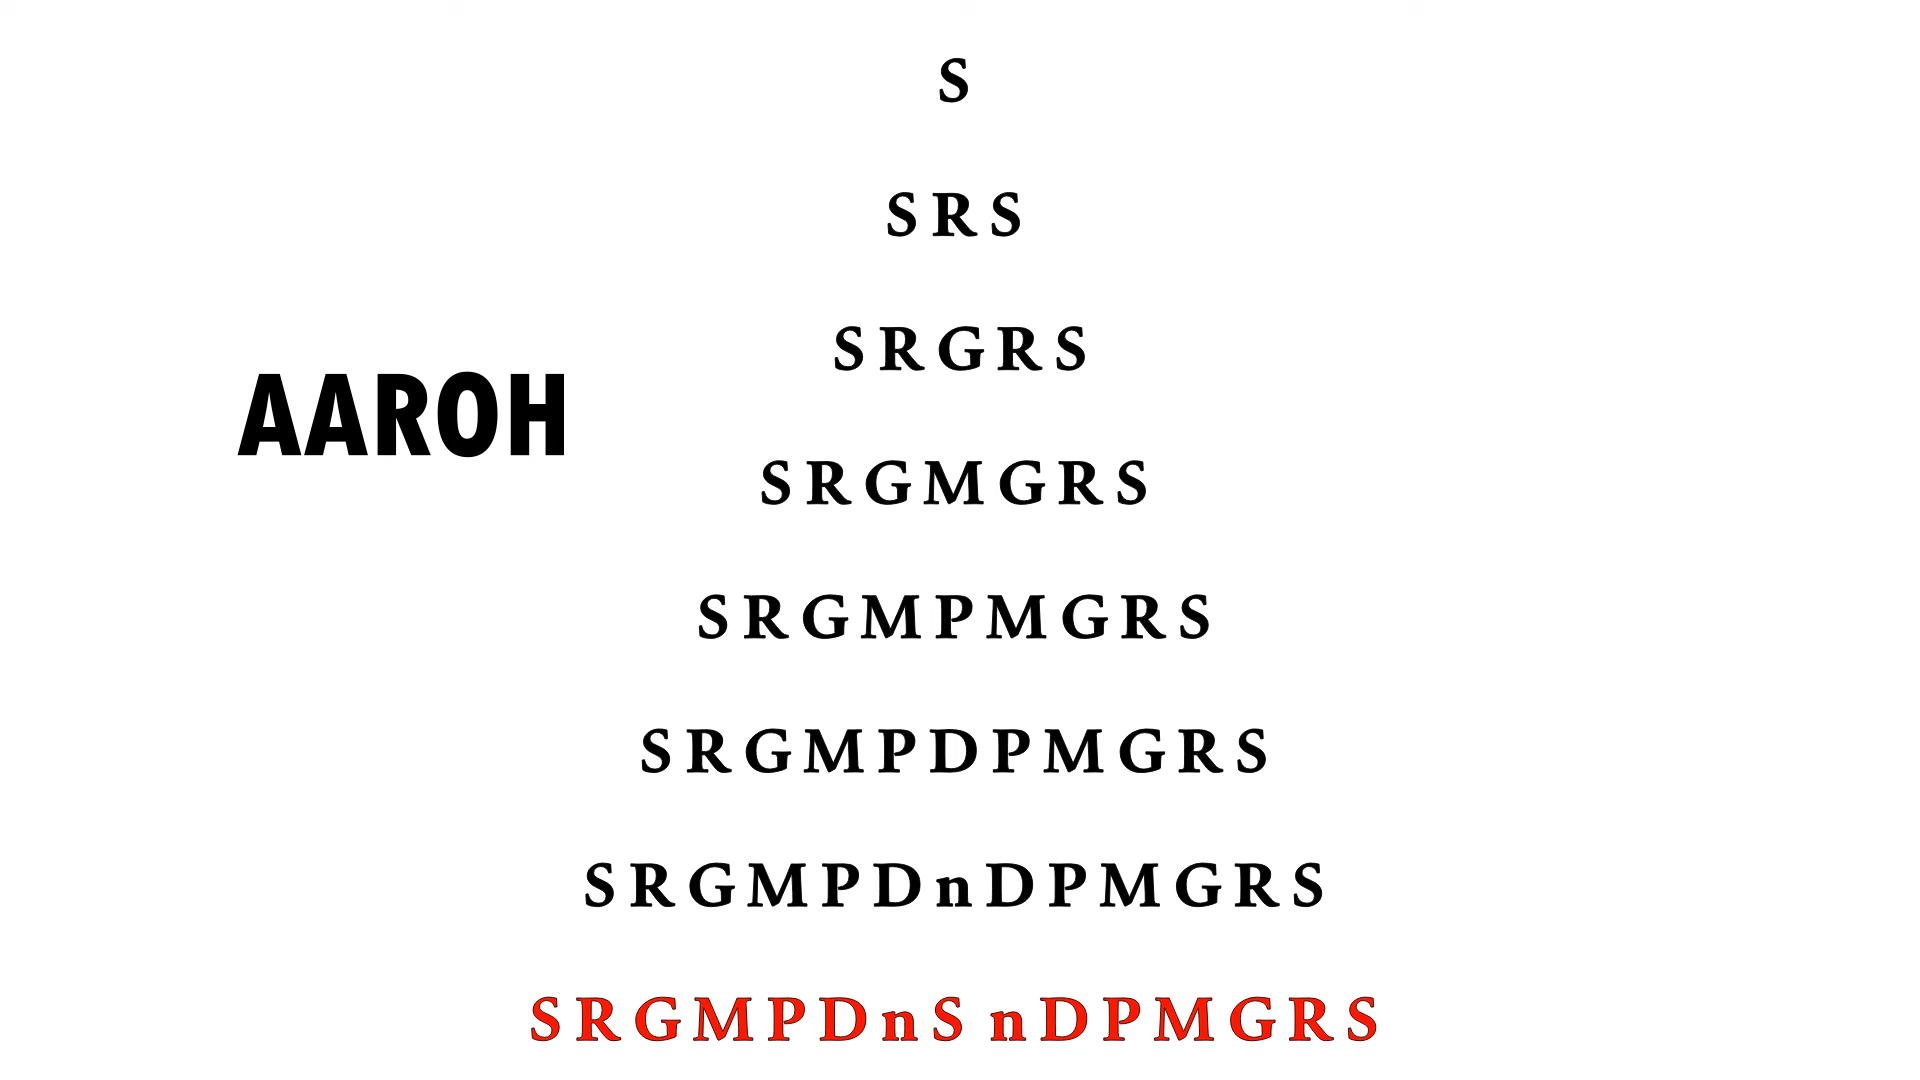 S
S R S
S R G R S
AAROH
S R G M G R S
S R G M P M G R S
S R G M P D P M G R S
S R G M P D n D P M G R S
S R G M P D n S n D P M G R S